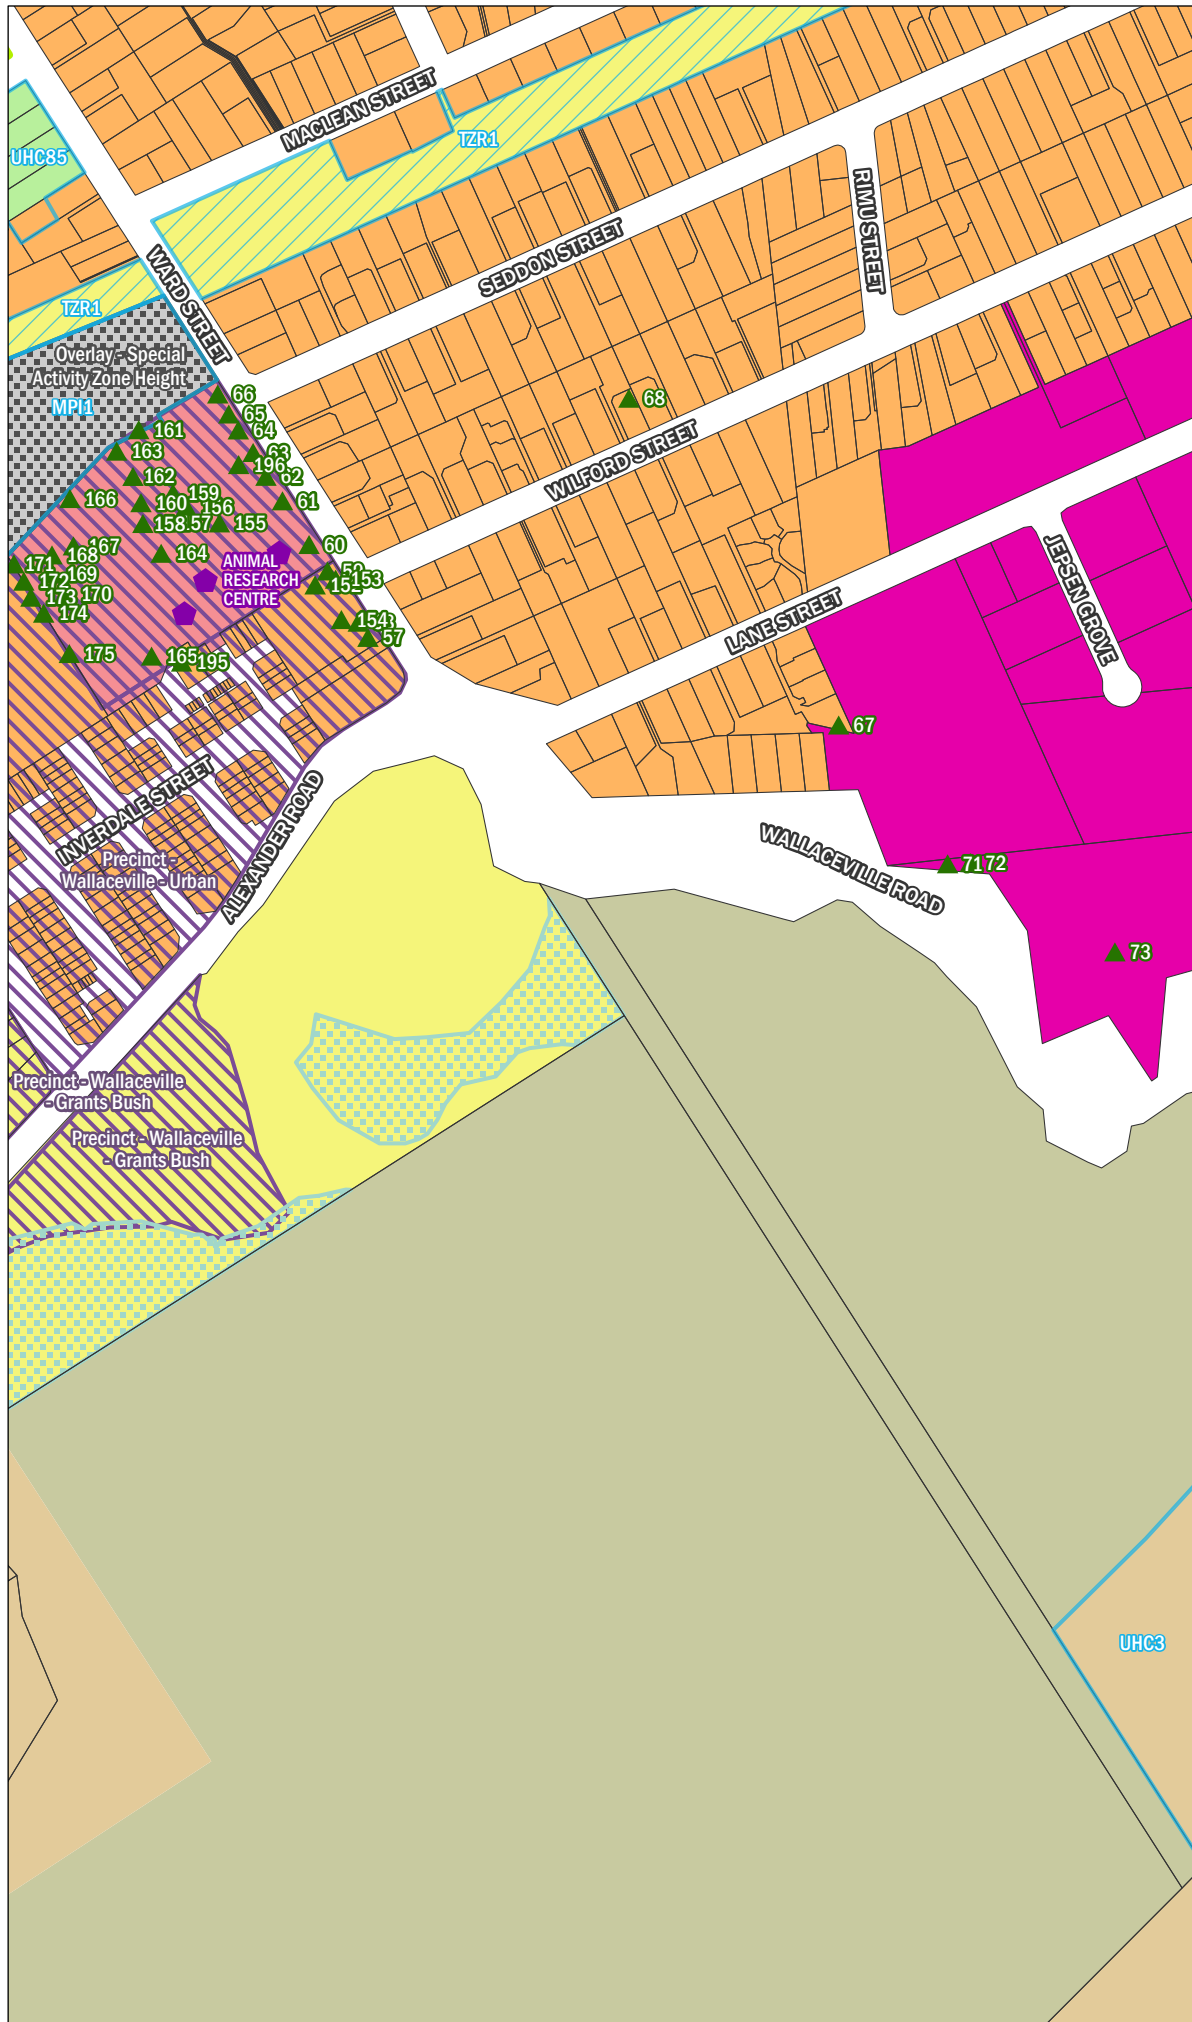 MACLEAN STREET
TZR1
UHC85
RIMU STREET
SEDDON STREET
WARD STREET
TZR1
Overlay - Special
Activity Zone Height
MPI1
66
65
64
68
161
163
63
196
62
WILFORD STREET
162
159
166
160
156
61
158
57
155
60
167
168
164
171
ANIMAL
RESEARCH
CENTRE
169
172
153
152
170
173
174
154
57
JEPSEN GROVE
LANE STREET
175
165
195
67
INVERDALE STREET
ALEXANDER ROAD
WALLACEVILLE ROAD
Precinct -
Wallaceville - Urban
71
72
73
Precinct - Wallaceville
- Grants Bush
Precinct - Wallaceville
- Grants Bush
UHC3